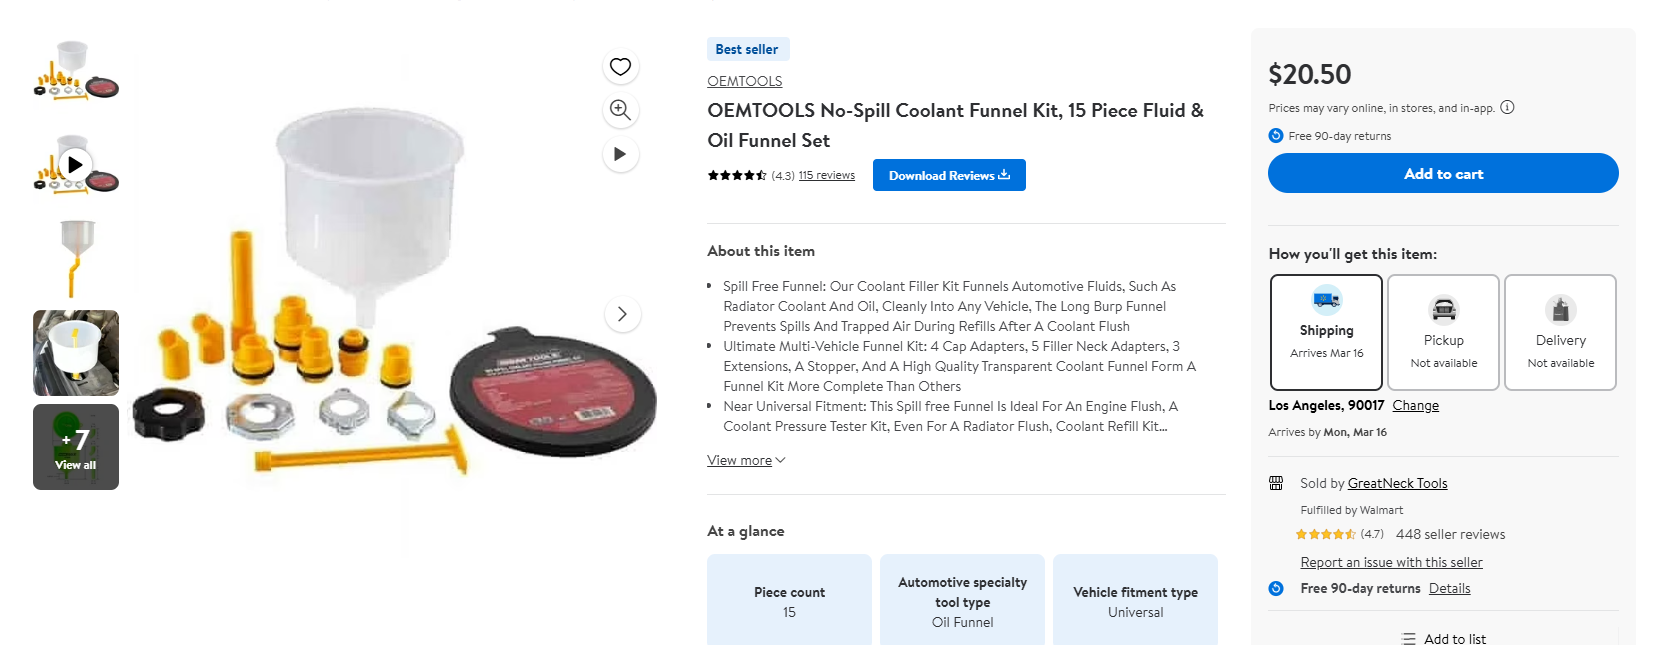 +7
View all
Best seller
OEMTOOLS
OEMTOOLS No-Spill Coolant Funnel Kit, 15 Piece Fluid &
Oil Funnel Set
(4.3) 115 reviews
Download Reviews
About this item
Spill Free Funnel: Our Coolant Filler Kit Funnels Automotive Fluids, Such As
Radiator Coolant And Oil, Cleanly Into Any Vehicle, The Long Burp Funnel
Prevents Spills And Trapped Air During Refills After A Coolant Flush
Ultimate Multi-Vehicle Funnel Kit: 4 Cap Adapters, 5 Filler Neck Adapters, 3
Extensions, A Stopper, And A High Quality Transparent Coolant Funnel Form A
Funnel Kit More Complete Than Others
Near Universal Fitment: This Spill free Funnel Is Ideal For An Engine Flush, A
Coolant Pressure Tester Kit, Even For A Radiator Flush, Coolant Refill Kit...
View more
At a glance
Piece count
15
Automotive specialty
tool type
Oil Funnel
Vehicle fitment type
Universal
$20.50
Prices may vary online, in stores, and in-app.
Free 90-day returns
Add to cart
How you'll get this item:
Shipping
Arrives Mar 16
Pickup
Not available
Delivery
Not available
Los Angeles, 90017 Change
Arrives by Mon, Mar 16
Sold by GreatNeck Tools
Fulfilled by Walmart
(4.7) 448 seller reviews
Report an issue with this seller
Free 90-day returns Details
Add to list